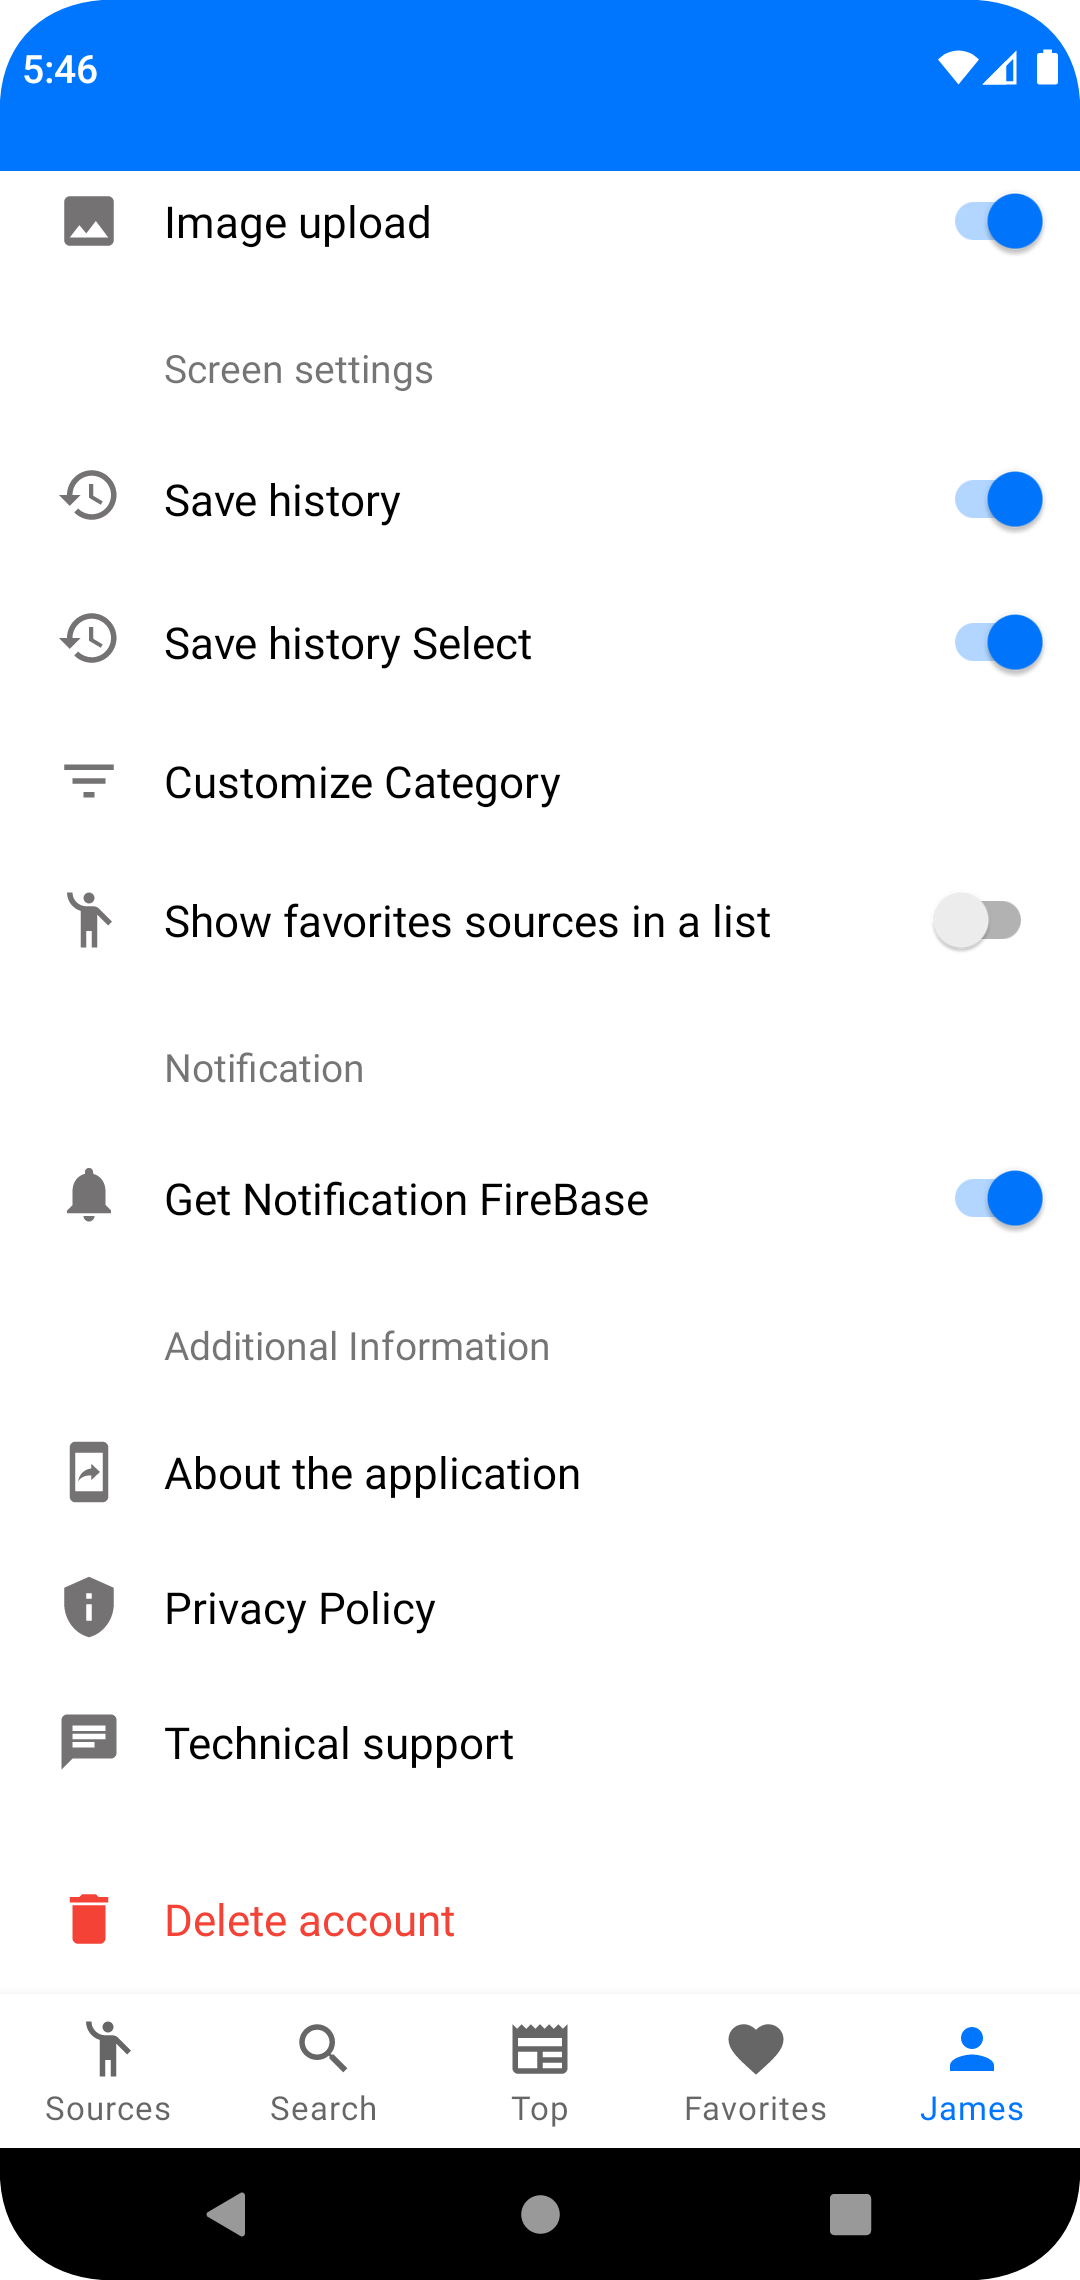 5:46
Image upload
Screen settings
Save history
Save history Select
Customize Category
Show favorites sources in a list
Notification
Get Notification FireBase
Additional Information
About the application
Privacy Policy
Technical support
Delete account
Sources
Search
Top
Favorites
James